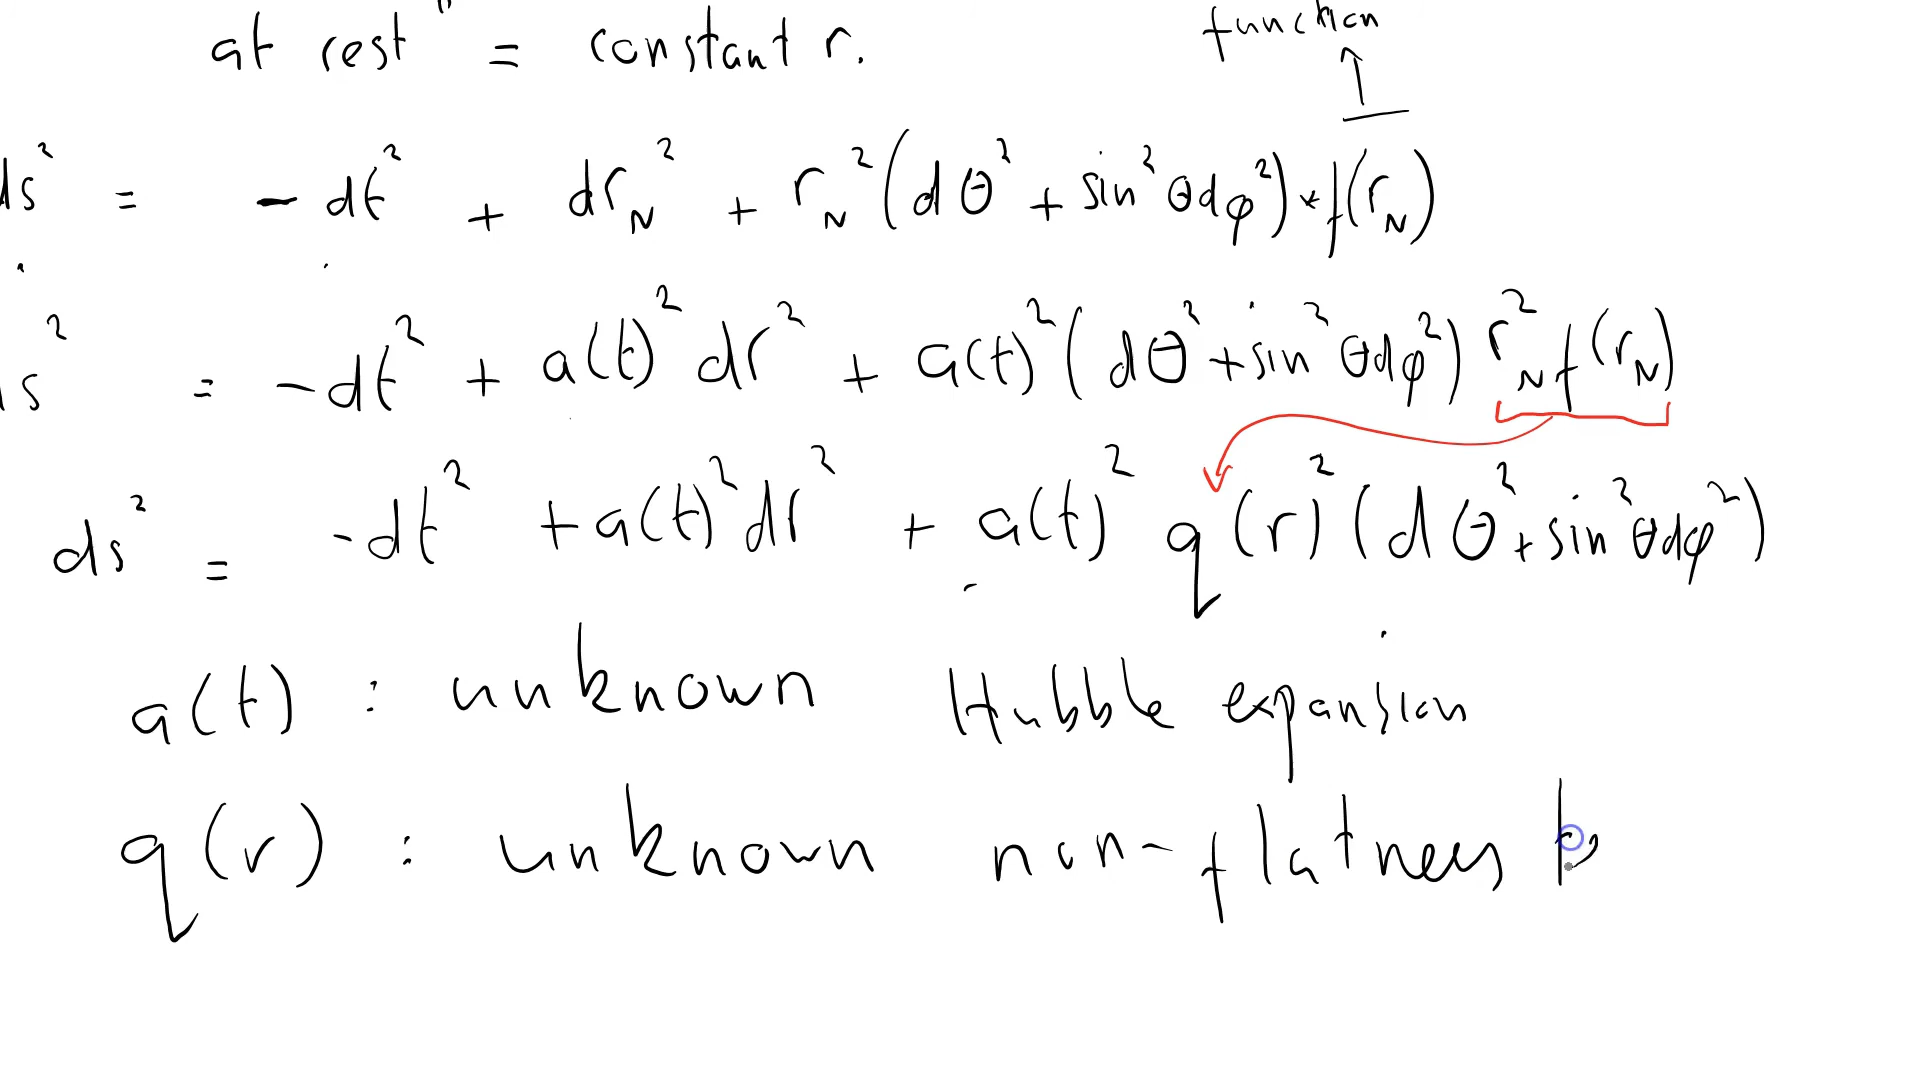 at rest" = constant r.
function
ds² = - dt² + dr_N² + r_N² (dθ² + sin²θdφ²) * f(r_N)
ds² = -dt² + a(t)² dr² + a(t)² (dθ² + sin²θdφ²) r_N² f(r_N)
ds² = -dt² + a(t)² dr² + a(t)² q(r)² (dθ² + sin²θdφ²)
a(t) : unknown Hubble expansion
q(r) : unknown non-flatness